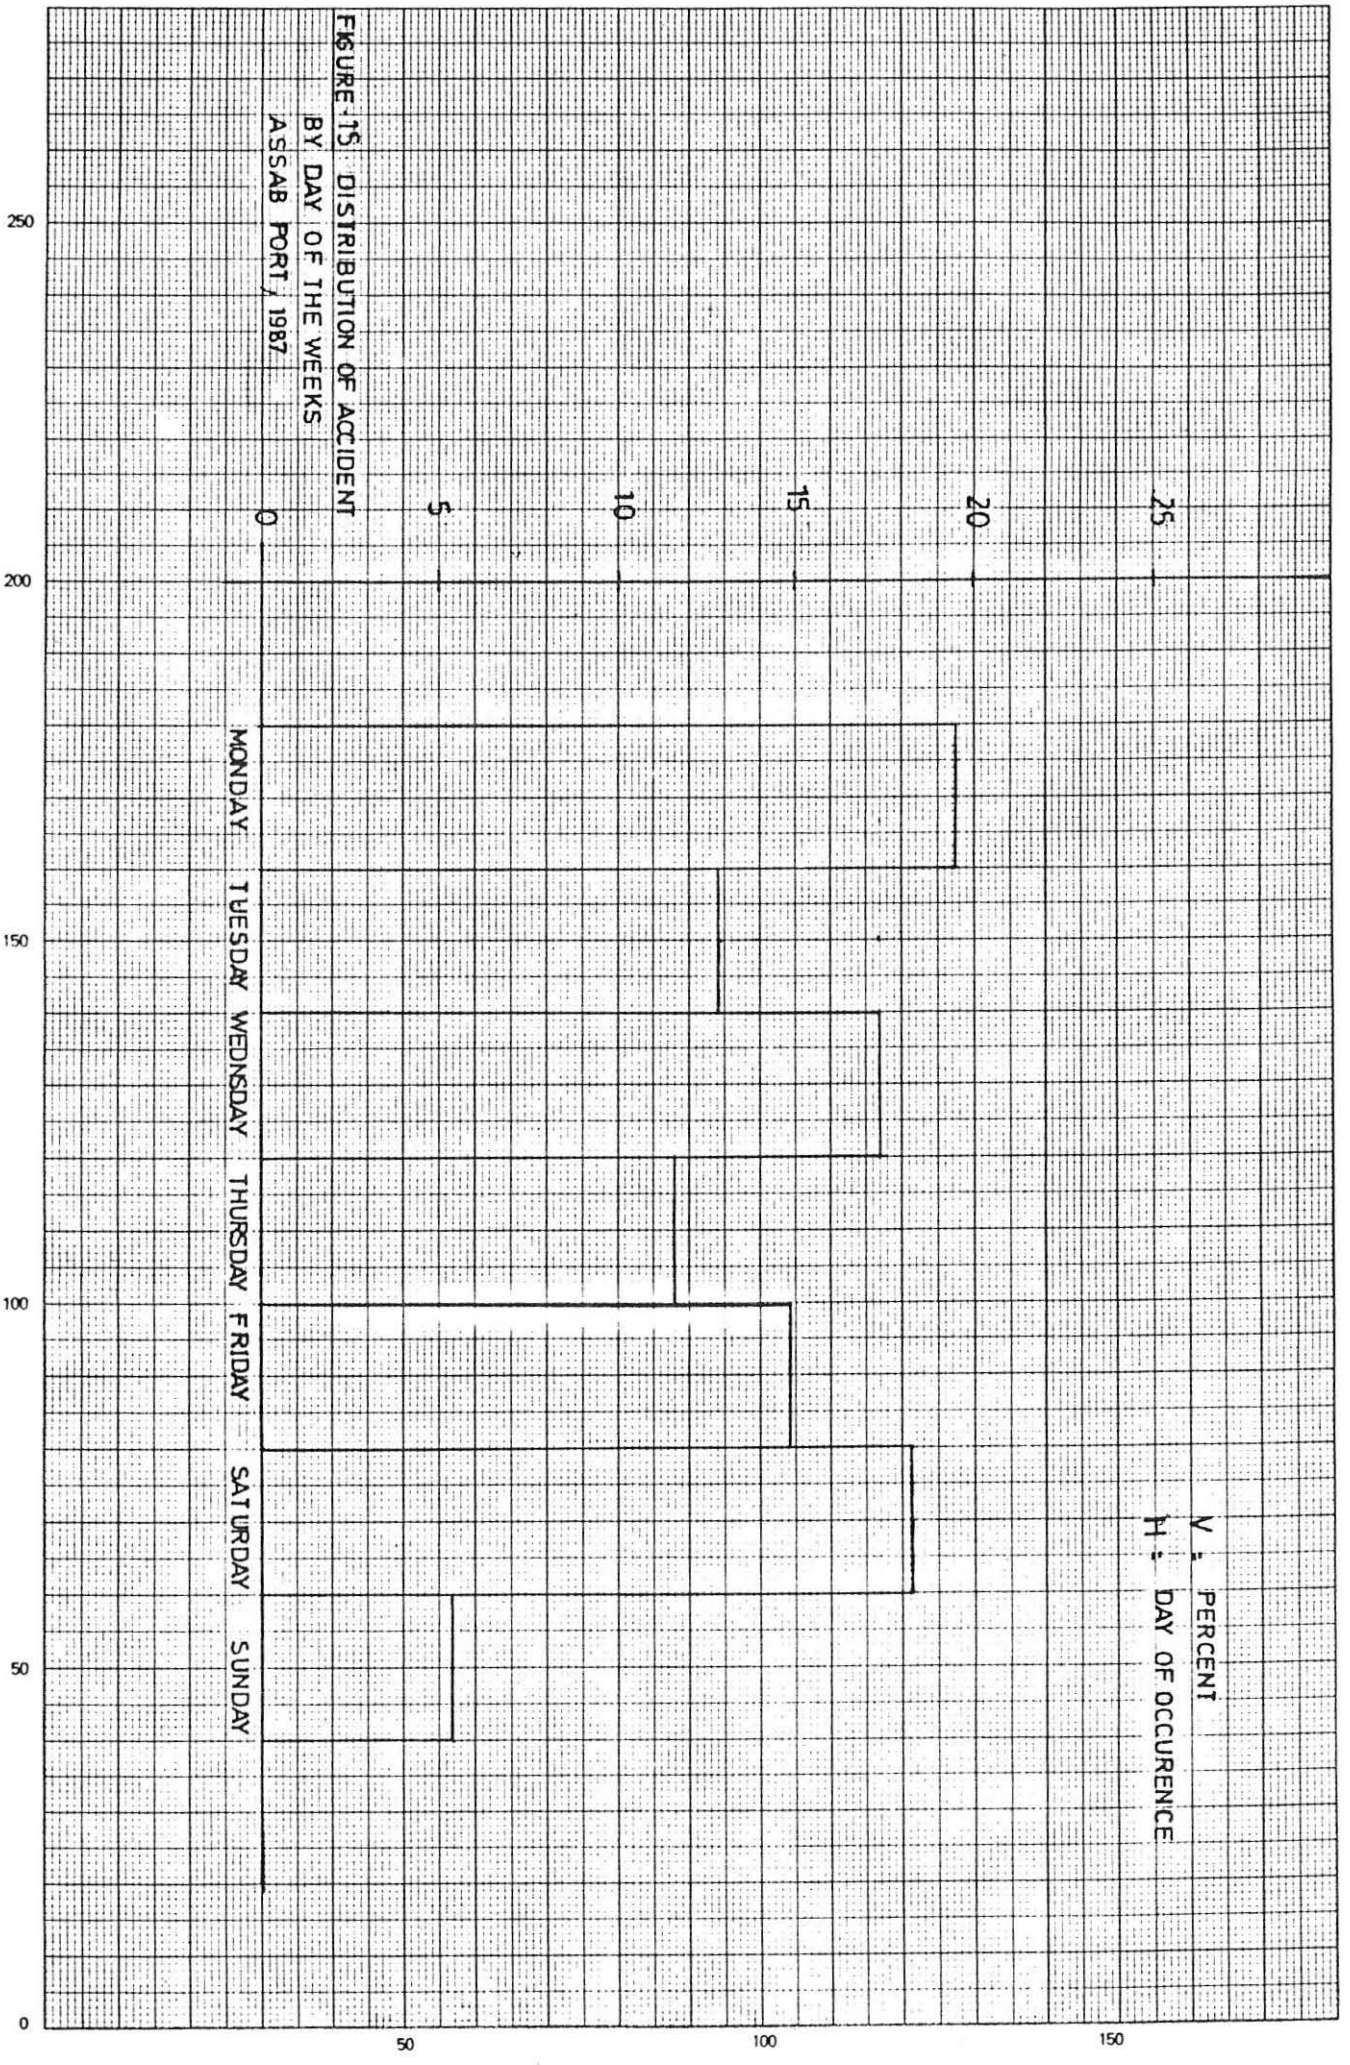 25
20
15
10
5
0
V : PERCENT
H : DAY OF OCCURENCE
MONDAY TUESDAY WEDNSDAY THURSDAY FRIDAY SATURDAY SUNDAY
FIGURE-15 DISTRIBUTION OF ACCIDENT
BY DAY OF THE WEEKS
ASSAB PORT, 1987
250
200
150
100
50
0
50
100
150